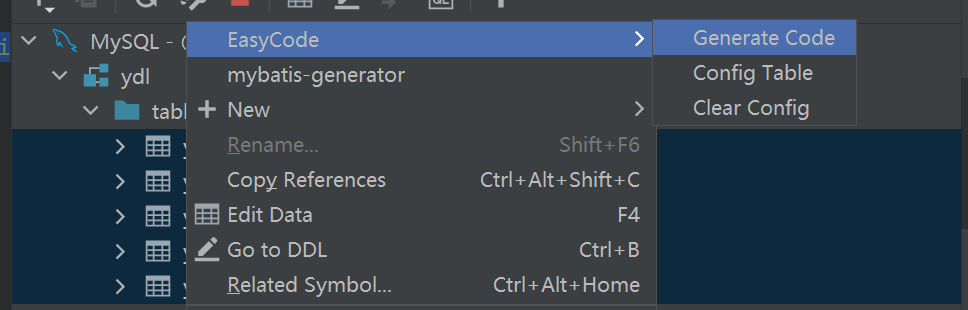 MySQL -
EasyCode
Generate Code
mybatis-generator
Config Table
ydl
New
Clear Config
Rename... Shift+F6
Copy References Ctrl+Alt+Shift+C
Edit Data F4
Go to DDL Ctrl+B
Related Symbol... Ctrl+Alt+Home